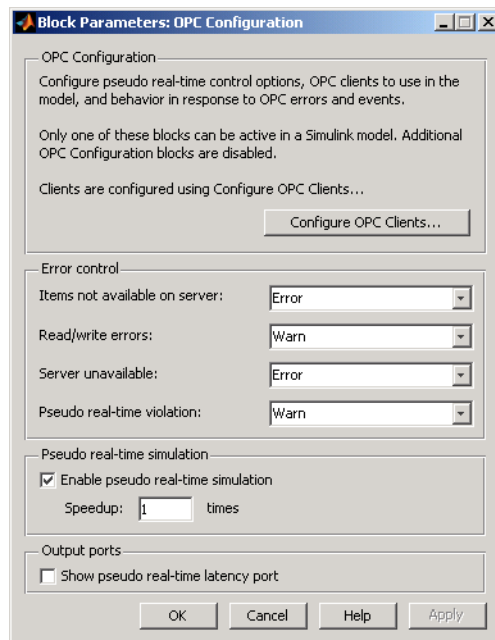 Block Parameters: OPC Configuration
OPC Configuration
Configure pseudo real-time control options, OPC clients to use in the
model, and behavior in response to OPC errors and events.
Only one of these blocks can be active in a Simulink model. Additional
OPC Configuration blocks are disabled.
Clients are configured using Configure OPC Clients...
Configure OPC Clients...
Error control
Items not available on server: Error
Read/write errors: Warn
Server unavailable: Error
Pseudo real-time violation: Warn
Pseudo real-time simulation
Enable pseudo real-time simulation
Speedup: 1 times
Output ports
Show pseudo real-time latency port
OK Cancel Help Apply